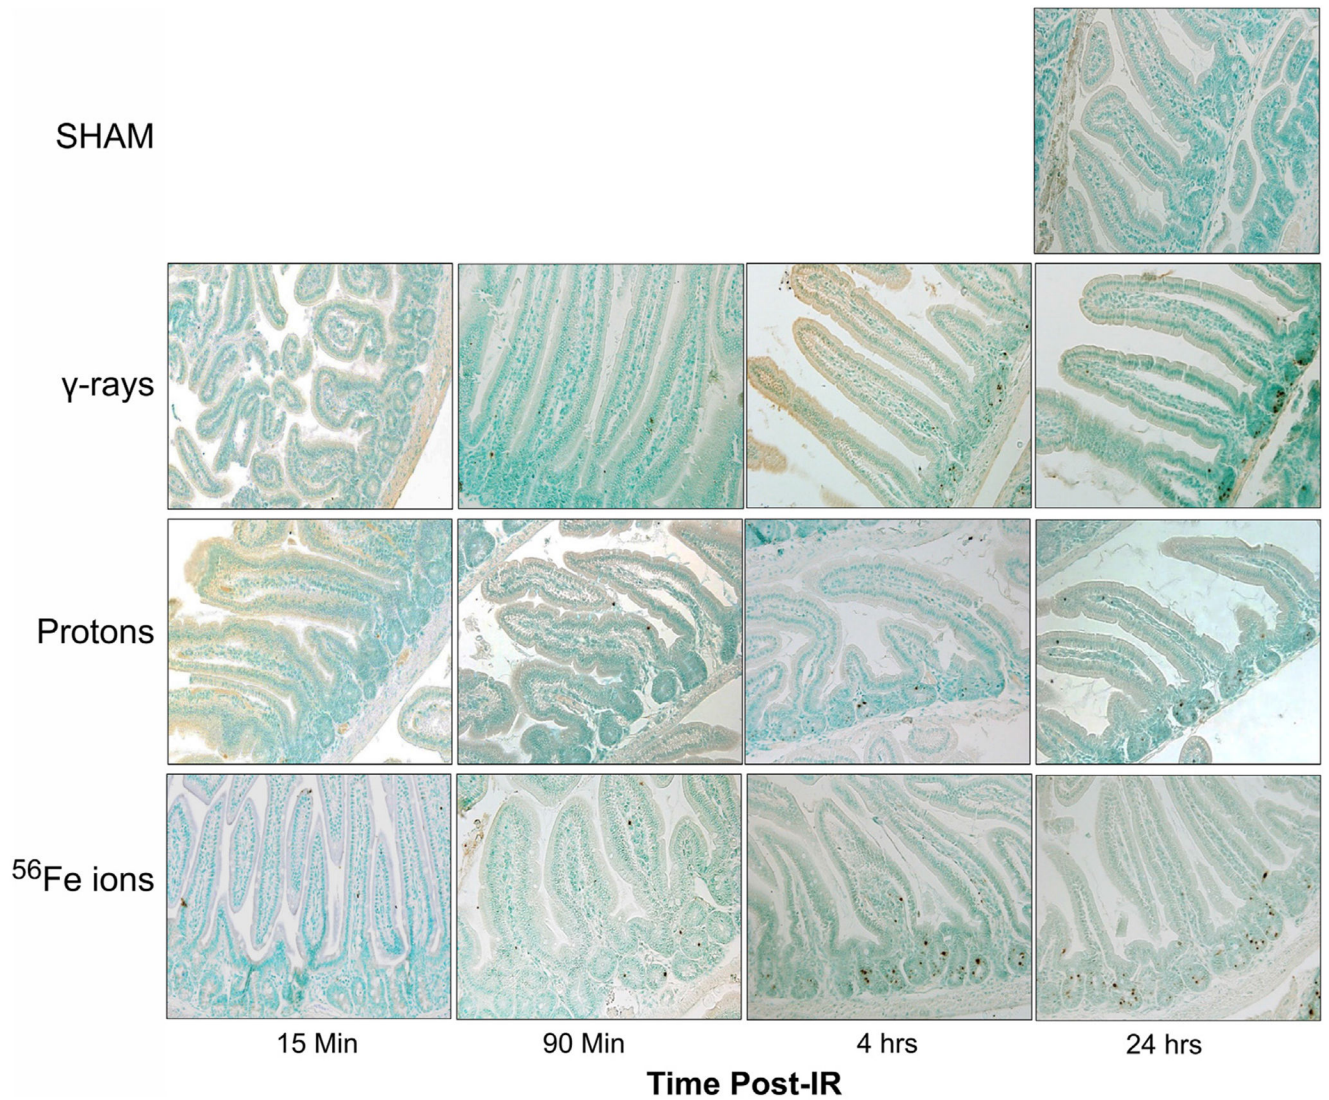 SHAM
γ-rays
Protons
⁵⁶Fe ions
15 Min
90 Min
4 hrs
24 hrs
Time Post-IR